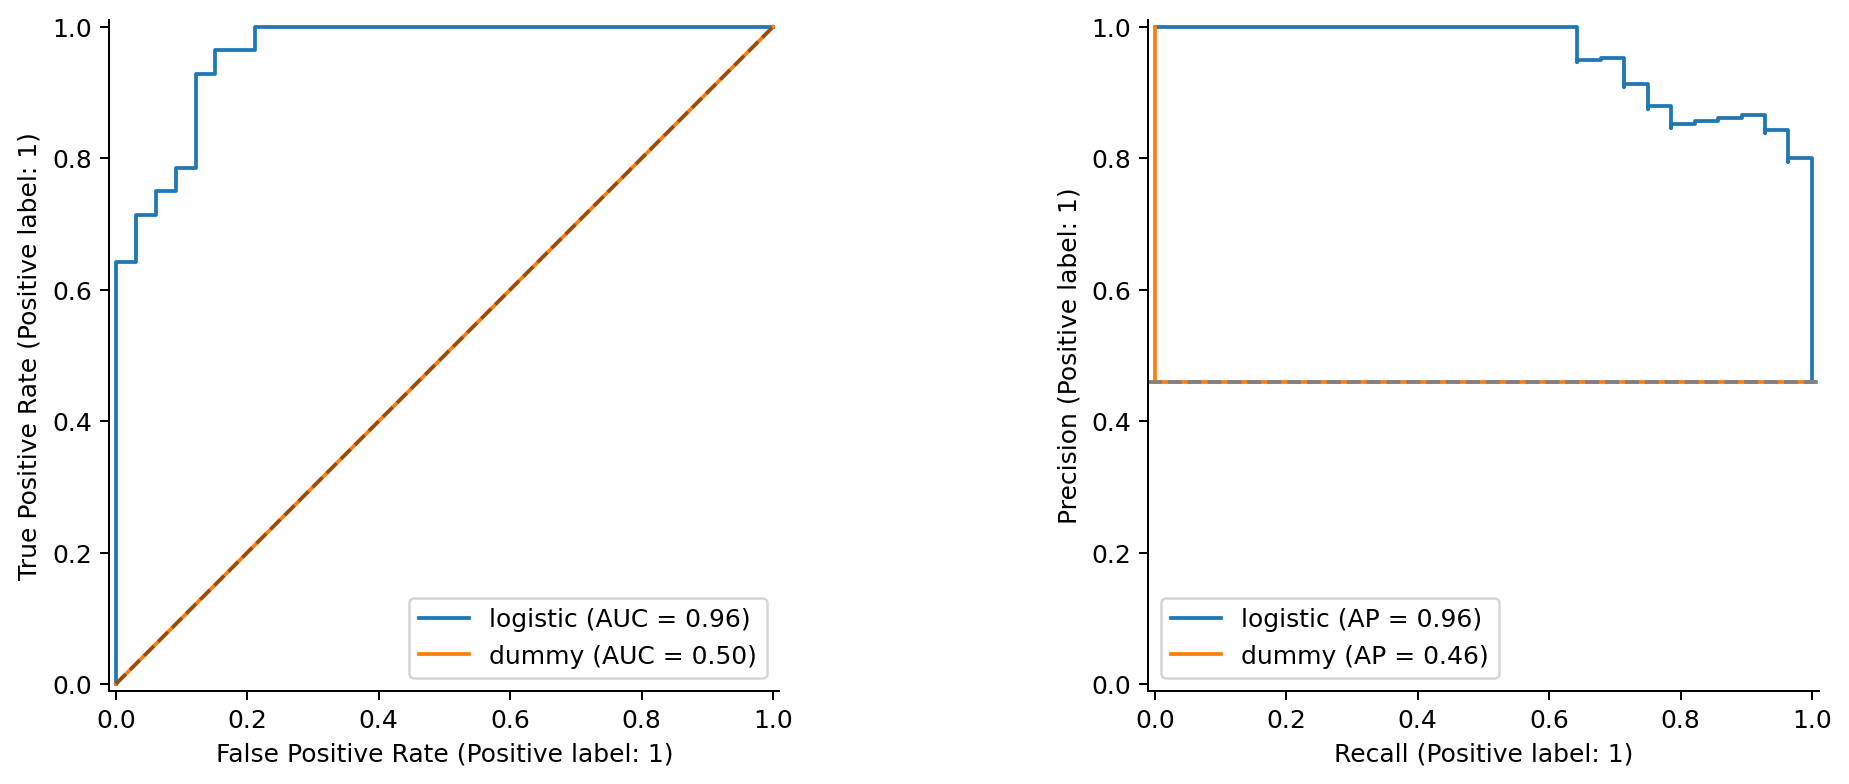 1.0
0.8
0.6
0.4
0.2
0.0
True Positive Rate (Positive label: 1)
logistic (AUC = 0.96)
dummy (AUC = 0.50)
0.0 0.2 0.4 0.6 0.8 1.0
False Positive Rate (Positive label: 1)
1.0
0.8
0.6
0.4
0.2
0.0
Precision (Positive label: 1)
logistic (AP = 0.96)
dummy (AP = 0.46)
0.0 0.2 0.4 0.6 0.8 1.0
Recall (Positive label: 1)